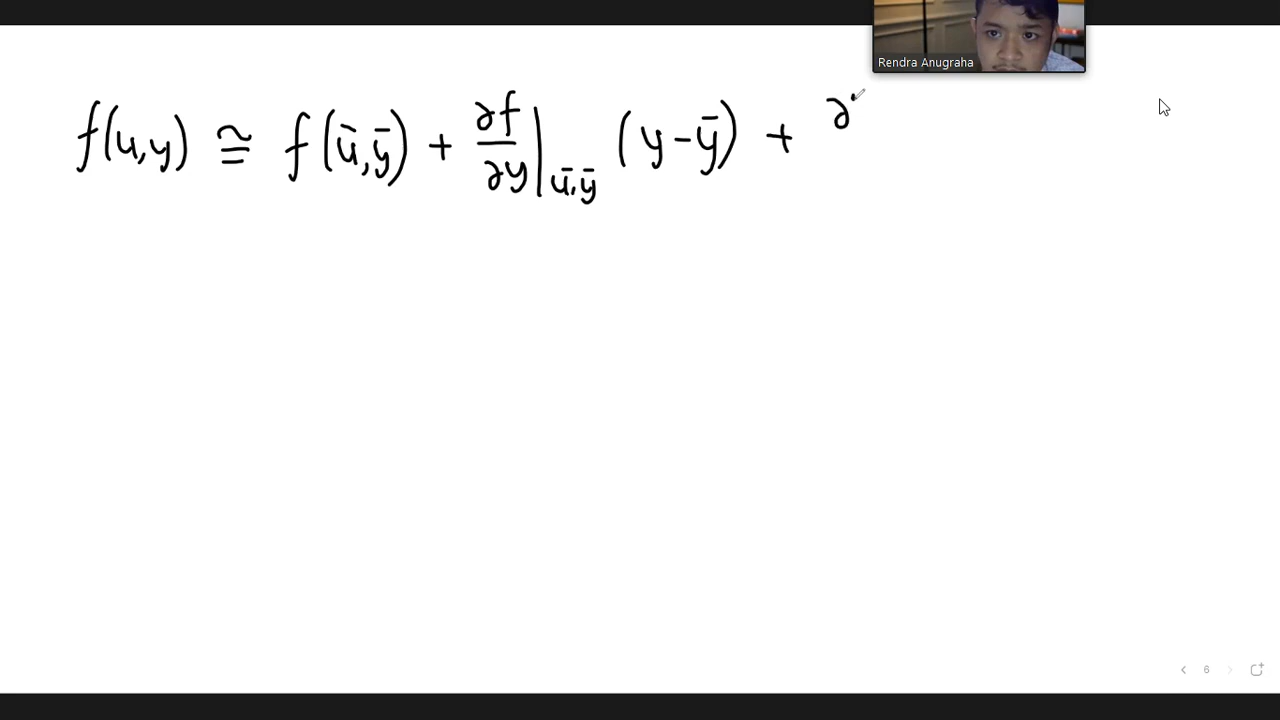 Rendra Anugraha
f(u,y) ≅ f(ū,ȳ) + ∂f/∂y |ū,ȳ (y-ȳ) + ∂
6